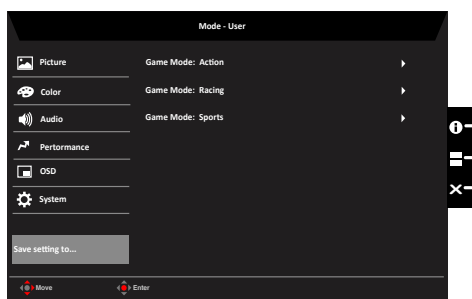 Mode - User
Picture
Game Mode: Action
Color
Game Mode: Racing
Audio
Game Mode: Sports
Pertormance
OSD
System
Save setting to...
Move
Enter